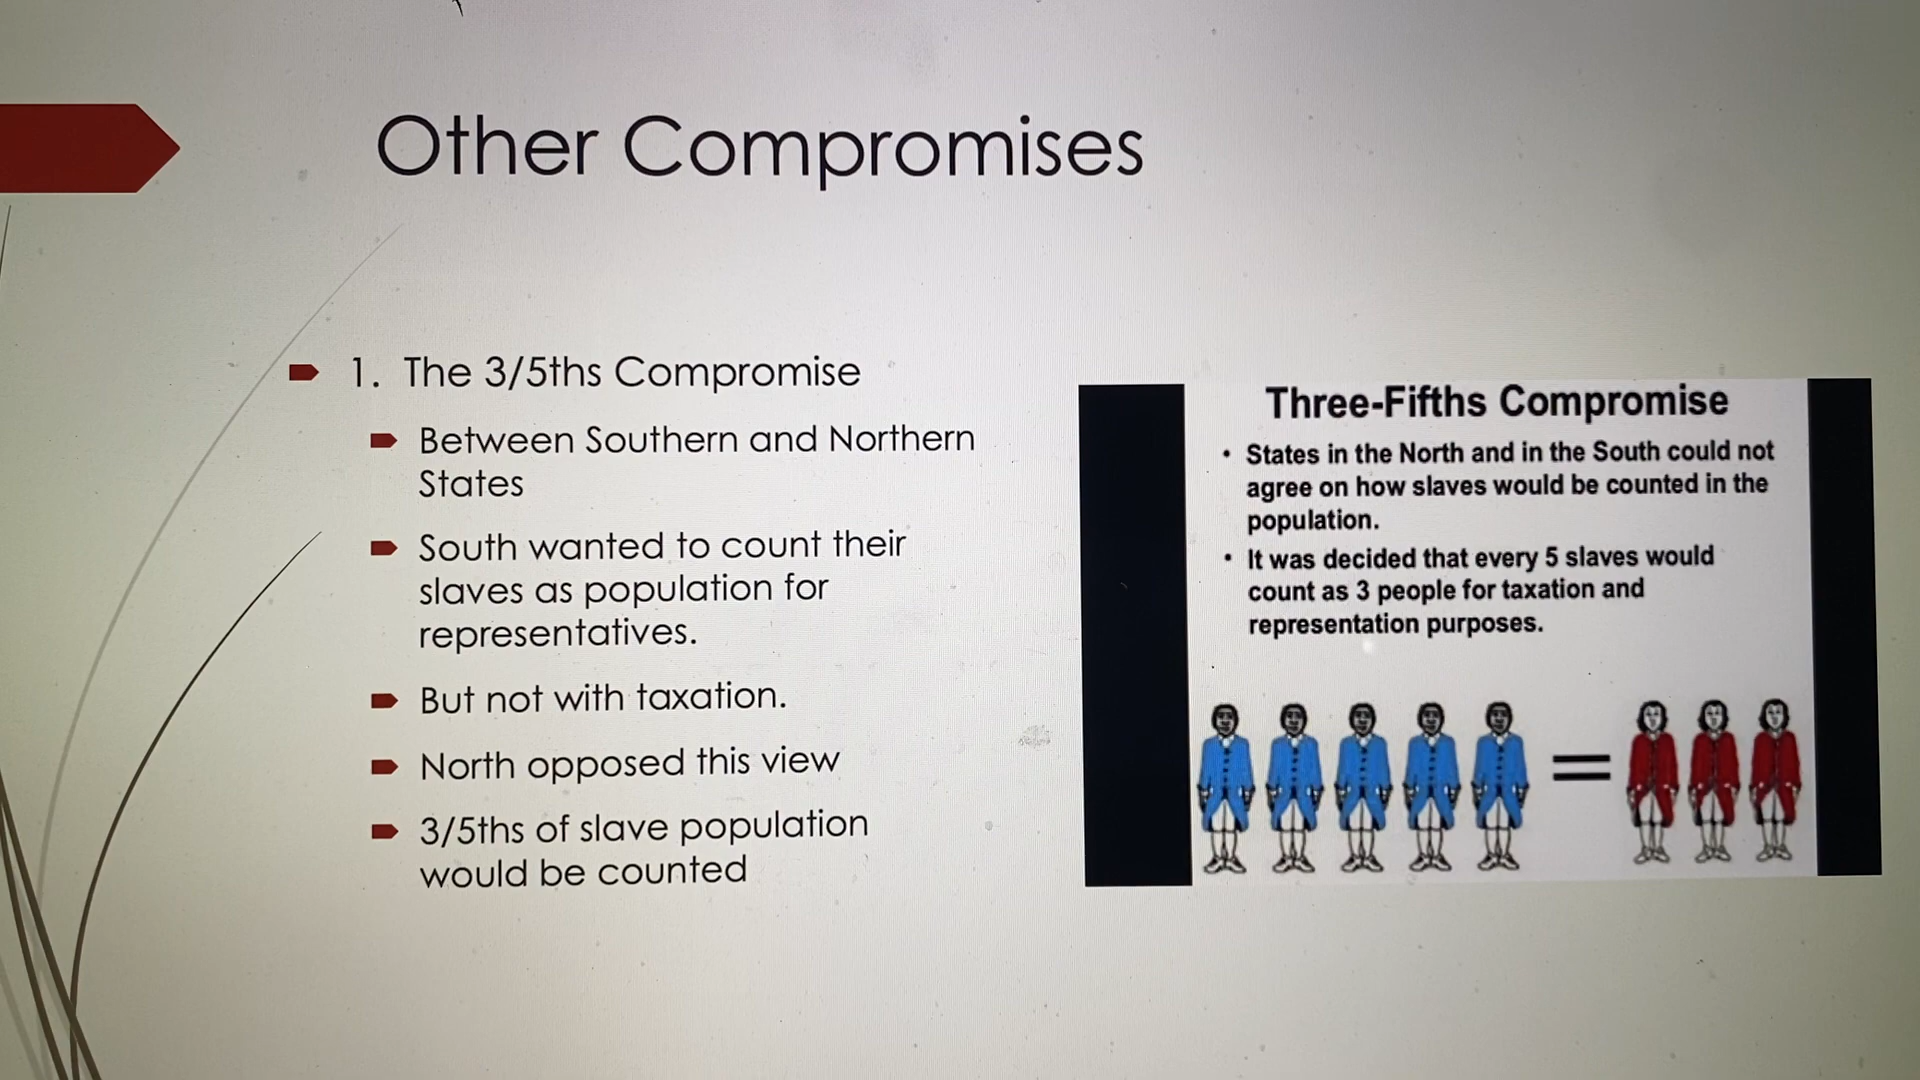 Other Compromises
1. The 3/5ths Compromise
Between Southern and Northern
States
South wanted to count their
slaves as population for
representatives.
But not with taxation.
North opposed this view
3/5ths of slave population
would be counted
Three-Fifths Compromise
• States in the North and in the South could not
agree on how slaves would be counted in the
population.
• It was decided that every 5 slaves would
count as 3 people for taxation and
representation purposes.
=